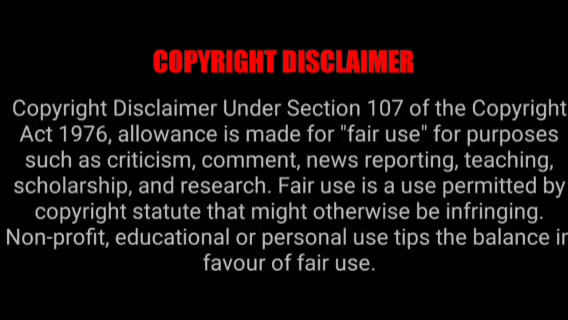 COPYRIGHT DISCLAIMER
Copyright Disclaimer Under Section 107 of the Copyright
Act 1976, allowance is made for "fair use" for purposes
such as criticism, comment, news reporting, teaching,
scholarship, and research. Fair use is a use permitted by
copyright statute that might otherwise be infringing.
Non-profit, educational or personal use tips the balance in
favour of fair use.